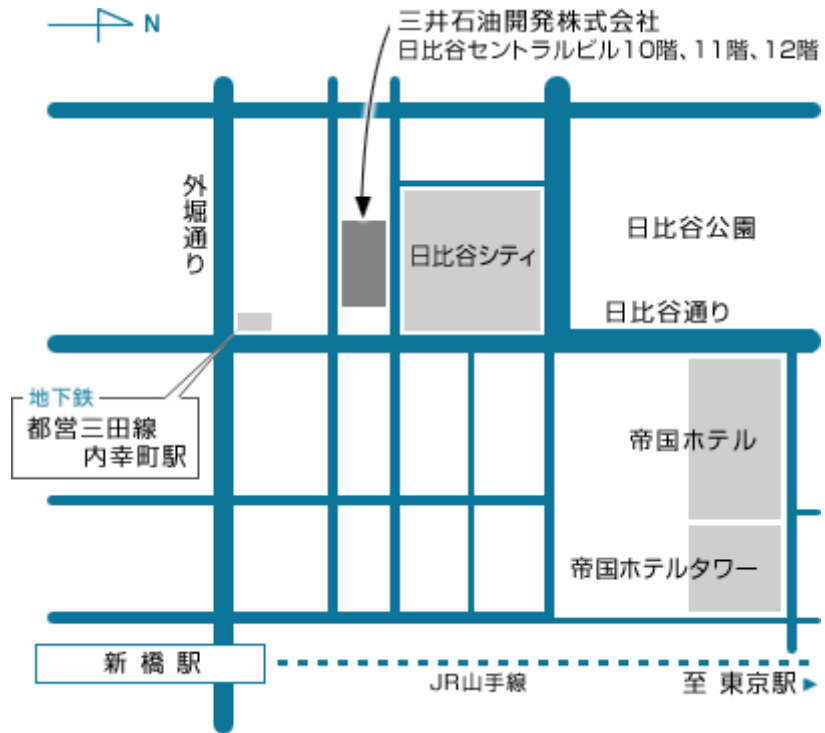 N
三井石油開発株式会社
日比谷セントラルビル10階、11階、12階
外堀通り
日比谷シティ
日比谷公園
日比谷通り
地下鉄
都営三田線
内幸町駅
帝国ホテル
帝国ホテルタワー
新橋駅
JR山手線
至 東京駅